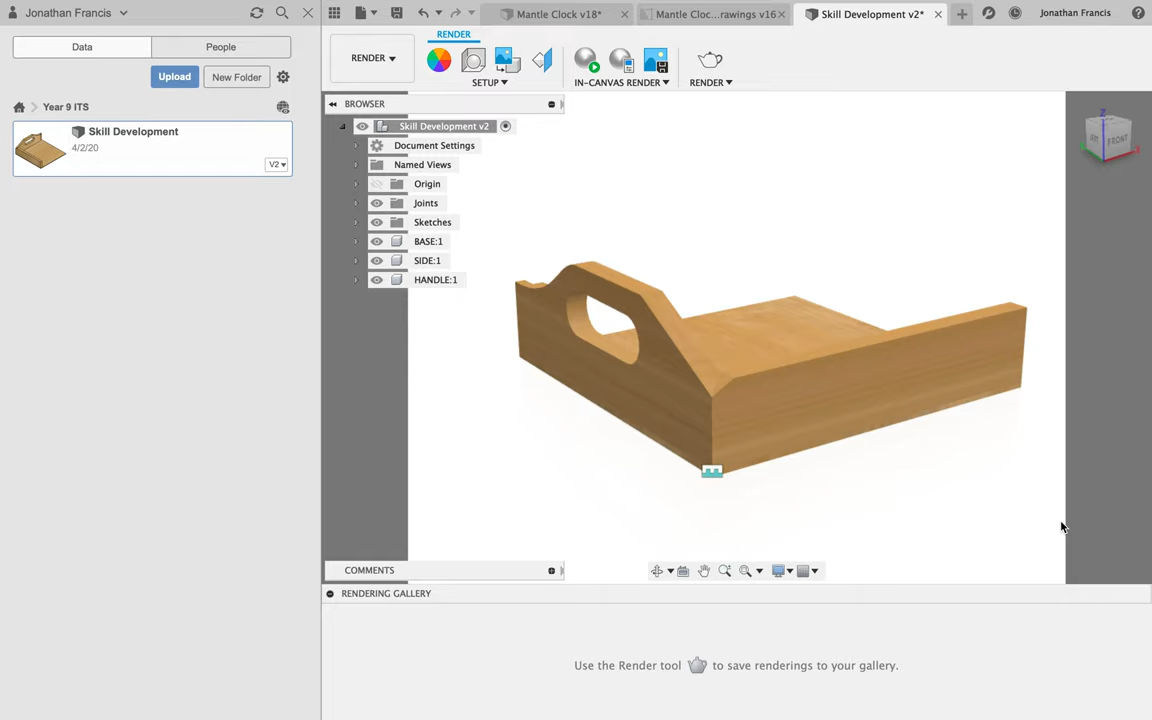 Jonathan Francis
Data
People
Upload
New Folder
Year 9 ITS
Skill Development
4/2/20
V2
Mantle Clock v18*
Mantle Cloc...rawings v16
Skill Development v2*
Jonathan Francis
RENDER
RENDER
SETUP
IN-CANVAS RENDER
RENDER
BROWSER
Skill Development v2
Document Settings
Named Views
Origin
Joints
Sketches
BASE:1
SIDE:1
HANDLE:1
Z
FRONT
COMMENTS
RENDERING GALLERY
Use the Render tool to save renderings to your gallery.